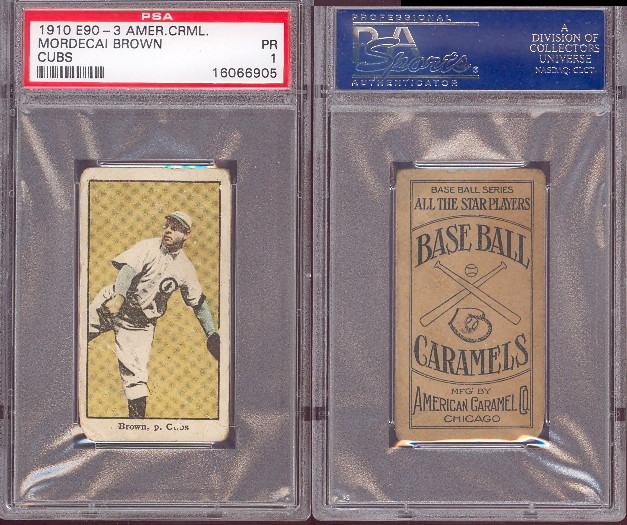 PSA
1910 E90-3 AMER.CRML.
MORDECAI BROWN
PR
CUBS
1
16066905
Brown, p. Cubs
PROFESSIONAL
PSA
Sports
AUTHENTICATOR
A
DIVISION OF
COLLECTORS
UNIVERSE
NASDAQ: CLCT
BASE BALL SERIES
ALL THE STAR PLAYERS
BASE BALL
CARAMELS
MFG' BY
AMERICAN CARAMEL CO.
CHICAGO